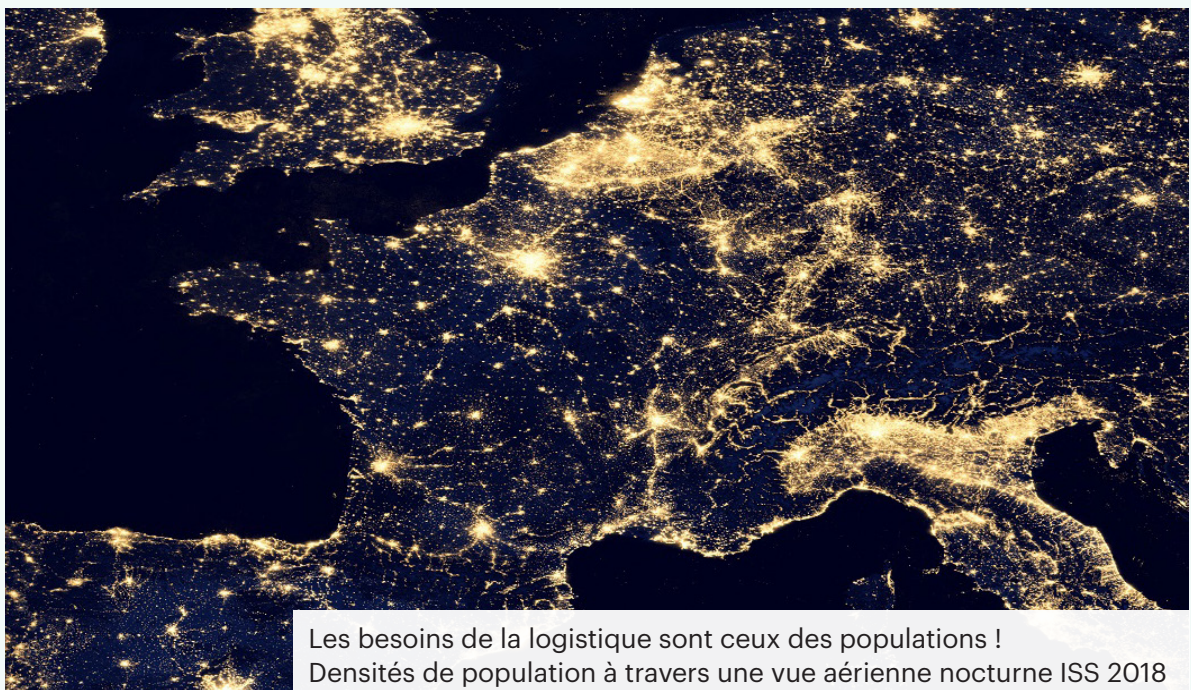 Les besoins de la logistique sont ceux des populations !
Densités de population à travers une vue aérienne nocturne ISS 2018